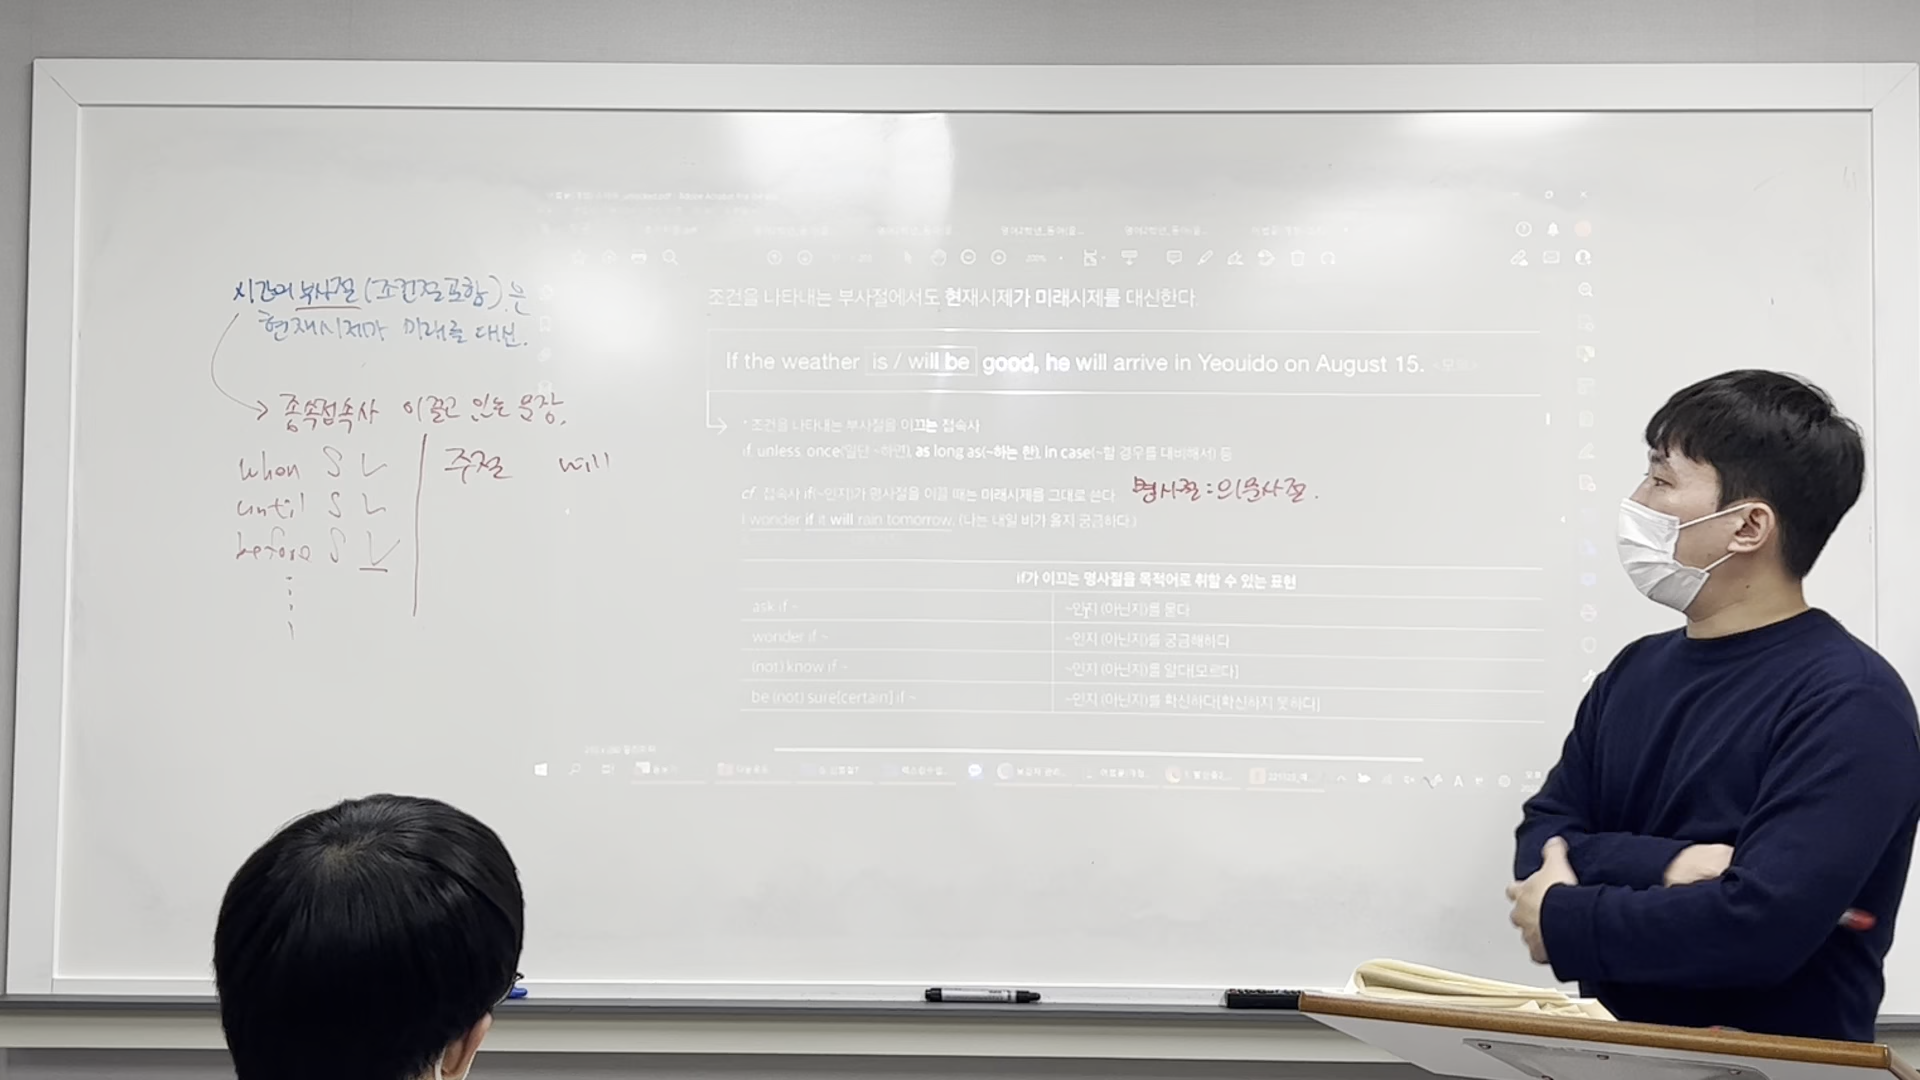 시간의 부사절 (조건절 포함)은
현재시제가 미래를 대신.
종속접속사 이끌고 있는 문장.
when S V 주절 will
until S V
before S V
조건을 나타내는 부사절에서도 현재시제가 미래시제를 대신한다.
If the weather is / will be good, he will arrive in Yeouido on August 15.
* 조건을 나타내는 부사절을 이끄는 접속사
if, unless, once(일단 ~하면), as long as(~하는 한), in case(~할 경우를 대비해서) 등
cf 접속사 if(~인지)가 명사절을 이끌 때는 미래시제를 그대로 쓴다. 명사절 : 의문사절.
I wonder if it will rain tomorrow. (나는 내일 비가 올지 궁금하다.)
if가 이끄는 명사절을 목적어로 취할 수 있는 표현
ask if ~ ~인지 (아닌지)를 묻다
wonder if ~ ~인지 (아닌지)를 궁금해하다
(not) know if ~ ~인지 (아닌지)를 알다[모르다]
be (not) sure[certain] if ~ ~인지 (아닌지)를 확신하다[확신하지 못하다]